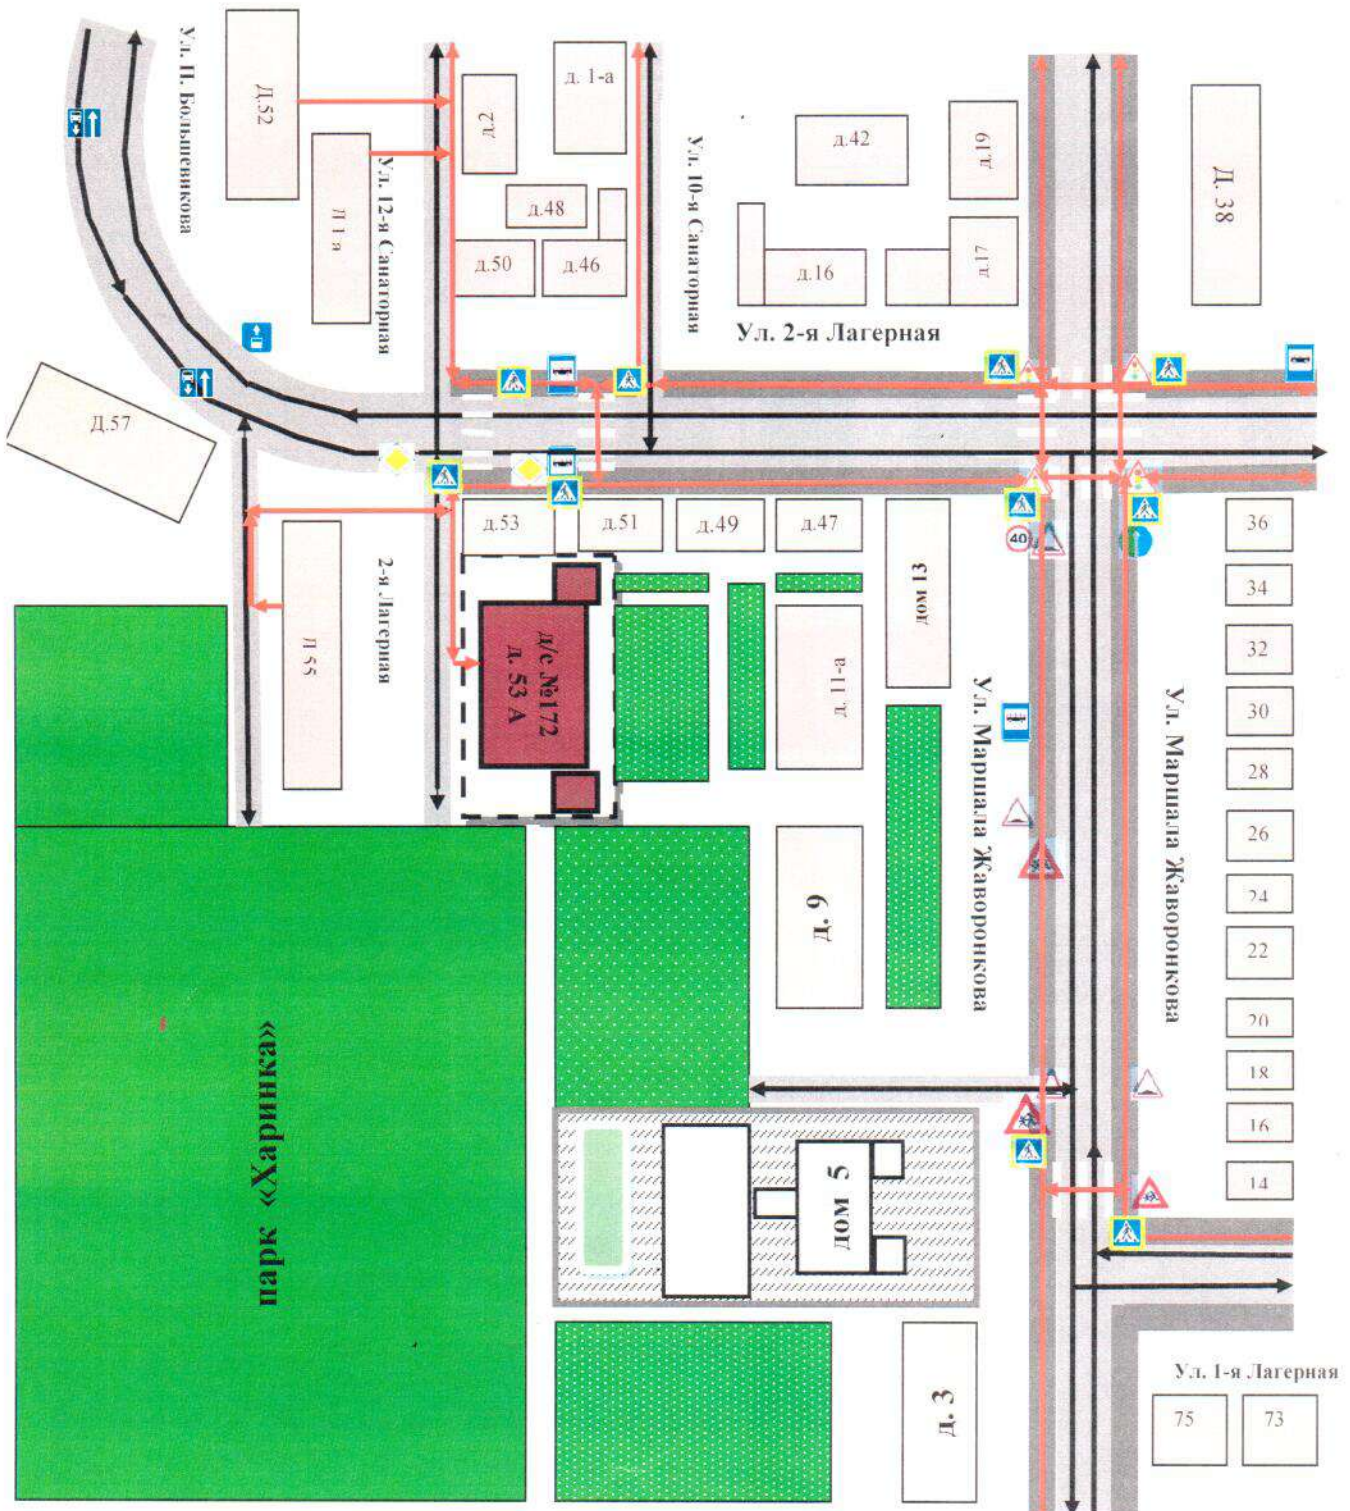 Ул. П. Большевикова
Д.52
Ул. 12-я Санаторная
д.2
д. 1-а
д.48
д.50
д.46
Ул. 10-я Санаторная
д.42
д.19
д.16
д.17
Ул. 2-я Лагерная
Д. 38
Д.57
д.53
д.51
д.49
д.47
дом 13
40
2-я Лагерная
Д.55
д/с №172
д. 53 А
д. 11-а
Ул. Маршала Жаворонкова
Ул. Маршала Жаворонкова
36
34
32
30
28
26
24
22
20
18
16
14
д. 9
парк «Харинка»
дом 5
д. 3
Ул. 1-я Лагерная
75
73